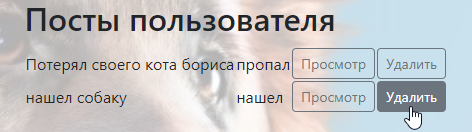 Посты пользователя
Потерял своего кота бориса пропал Просмотр Удалить
нашел собаку нашел Просмотр Удалить